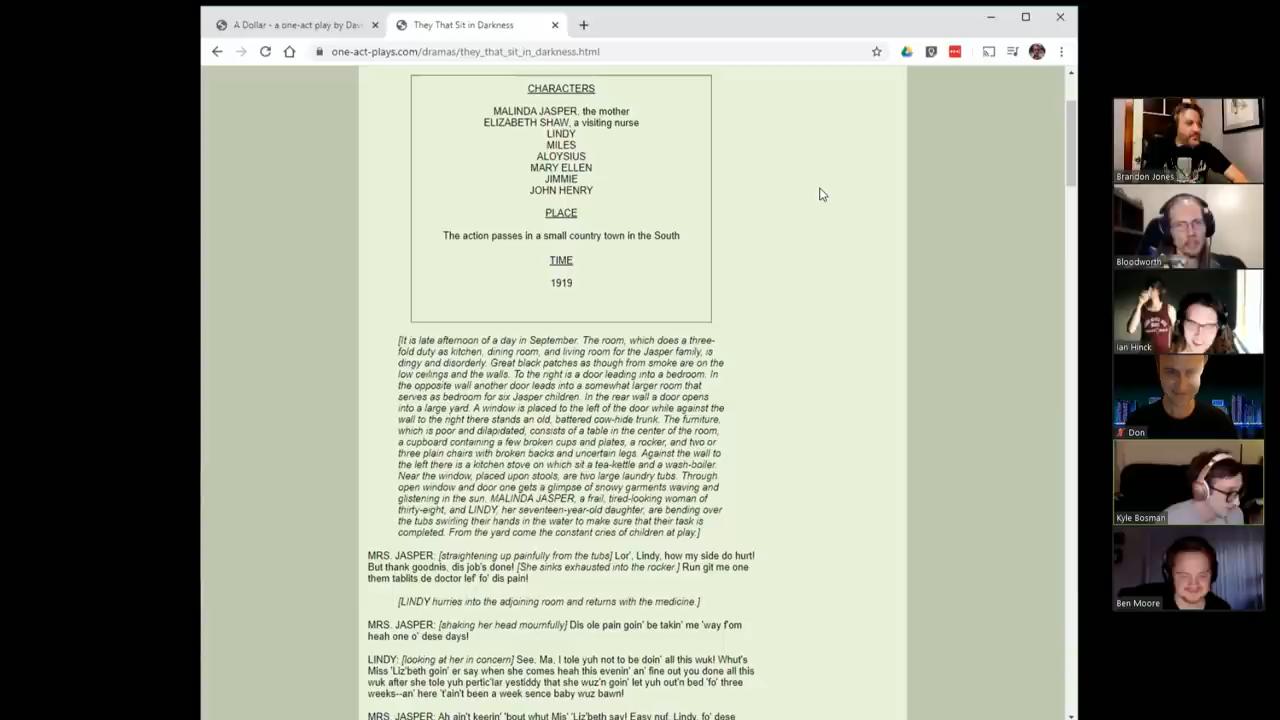 A Dollar - a one-act play by Dav
They That Sit in Darkness
one-act-plays.com/dramas/they_that_sit_in_darkness.html
CHARACTERS
MALINDA JASPER, the mother
ELIZABETH SHAW, a visiting nurse
LINDY
MILES
ALOYSIUS
MARY ELLEN
JIMMIE
JOHN HENRY
PLACE
The action passes in a small country town in the South
TIME
1919
[It is late afternoon of a day in September. The room, which does a three-
fold duty as kitchen, dining room, and living room for the Jasper family, is
dingy and disorderly. Great black patches as though from smoke are on the
low ceilings and the walls. To the right is a door leading into a bedroom. In
the opposite wall another door leads into a somewhat larger room that
serves as bedroom for six Jasper children. In the rear wall a door opens
into a large yard. A window is placed to the left of the door while against the
wall to the right there stands an old, battered cow-hide trunk. The furniture,
which is poor and dilapidated, consists of a table in the center of the room,
a cupboard containing a few broken cups and plates, a rocker, and two or
three plain chairs with broken backs and uncertain legs. Against the wall to
the left there is a kitchen stove on which sit a tea-kettle and a wash-boiler.
Near the window, placed upon stools, are two large laundry tubs. Through
open window and door one gets a glimpse of snowy garments waving and
glistening in the sun. MALINDA JASPER, a frail, tired-looking woman of
thirty-eight, and LINDY, her seventeen-year-old daughter, are bending over
the tubs swirling their hands in the water to make sure that their task is
completed. From the yard come the constant cries of children at play.]
MRS. JASPER: [straightening up painfully from the tubs] Lor', Lindy, how my side do hurt!
But thank goodnis, dis job's done! [She sinks exhausted into the rocker.] Run git me one
them tablits de doctor lef' fo' dis pain!
[LINDY hurries into the adjoining room and returns with the medicine.]
MRS. JASPER: [shaking her head mournfully] Dis ole pain goin' be takin' me 'way f'om
heah one o' dese days!
LINDY: [looking at her in concern] See, Ma, I tole yuh not to be doin' all this wuk! Whut's
Miss 'Liz'beth goin' er say when she comes heah this evenin' an' fine out you done all this
wuk after she tole yuh pertic'lar yestiddy that she wuz'n goin' let yuh out'n bed 'fo' three
weeks--an' here 't'ain't been a week sence baby wuz bawn!
MRS. JASPER: Ah ain't keerin' 'bout whut Mis' 'Liz'beth say! Easy nuf, Lindy, fo' dese
Brandon Jones
Bloodworth
Ian Hinck
Don
Kyle Bosman
Ben Moore